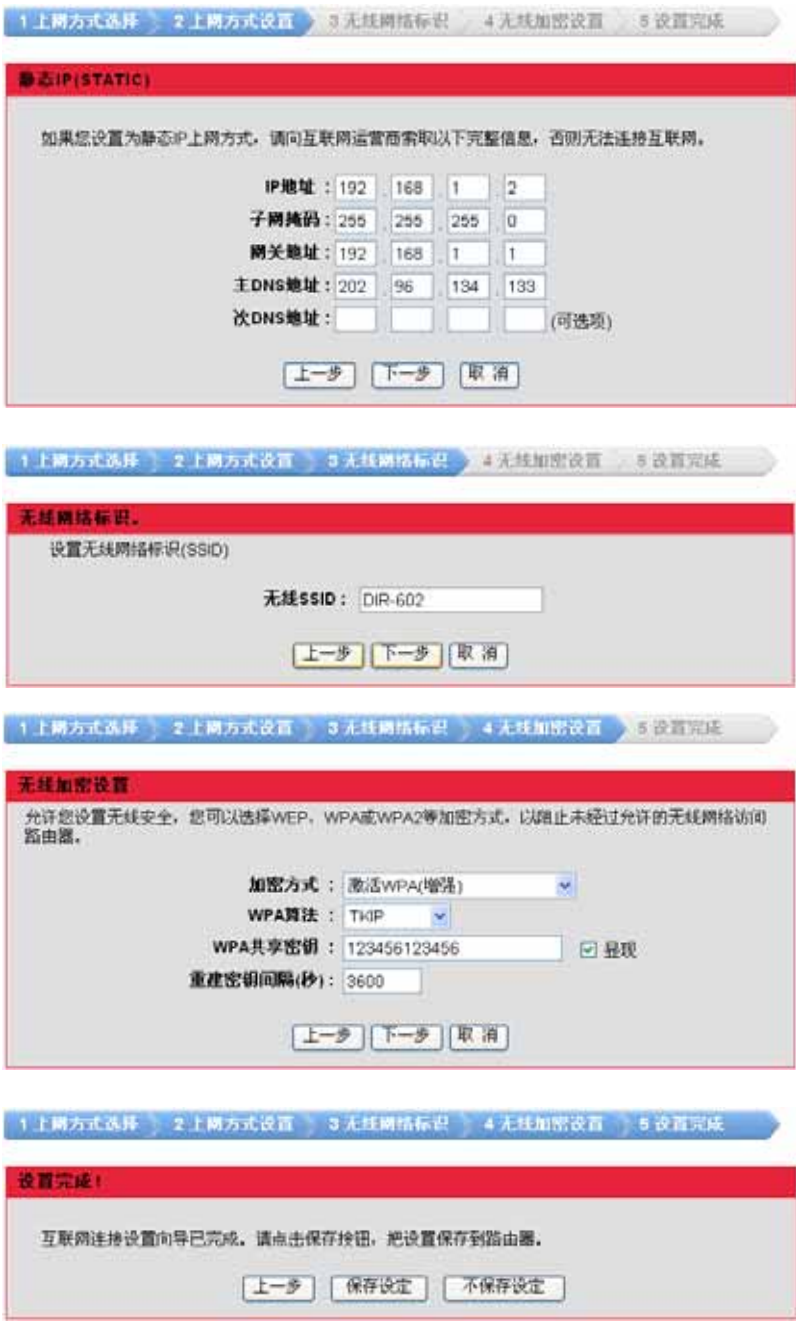 1 上网方式选择 2 上网方式设置 3 无线网络标识 4 无线加密设置 5 设置完成
静态IP(STATIC)
如果您设置为静态IP上网方式，请向互联网运营商索取以下完整信息，否则无法连接互联网。
IP地址 : 192 . 168 . 1 . 2
子网掩码 : 255 . 255 . 255 . 0
网关地址 : 192 . 168 . 1 . 1
主DNS地址 : 202 . 96 . 134 . 133
次DNS地址 : . . . (可选项)
上一步 下一步 取 消
1 上网方式选择 2 上网方式设置 3 无线网络标识 4 无线加密设置 5 设置完成
无线网络标识。
设置无线网络标识(SSID)
无线SSID : DIR-602
上一步 下一步 取 消
1 上网方式选择 2 上网方式设置 3 无线网络标识 4 无线加密设置 5 设置完成
无线加密设置
允许您设置无线安全，您可以选择WEP、WPA或WPA2等加密方式，以阻止未经过允许的无线网络访问
路由器。
加密方式 : 激活WPA(增强)
WPA算法 : TKIP
WPA共享密钥 : 123456123456 显现
重建密钥间隔(秒) : 3600
上一步 下一步 取 消
1 上网方式选择 2 上网方式设置 3 无线网络标识 4 无线加密设置 5 设置完成
设置完成！
互联网连接设置向导已完成。请点击保存按钮，把设置保存到路由器。
上一步 保存设定 不保存设定